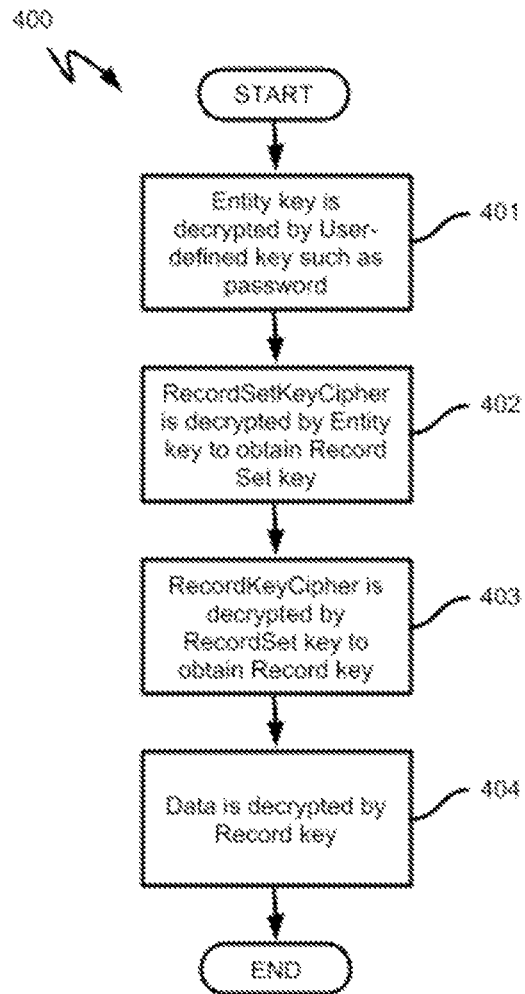 400
START
Entity key is
decrypted by User-
defined key such as
password
401
RecordSetKeyCipher
is decrypted by Entity
key to obtain Record
Set key
402
RecordKeyCipher is
decrypted by
RecordSet key to
obtain Record key
403
Data is decrypted by
Record key
404
END